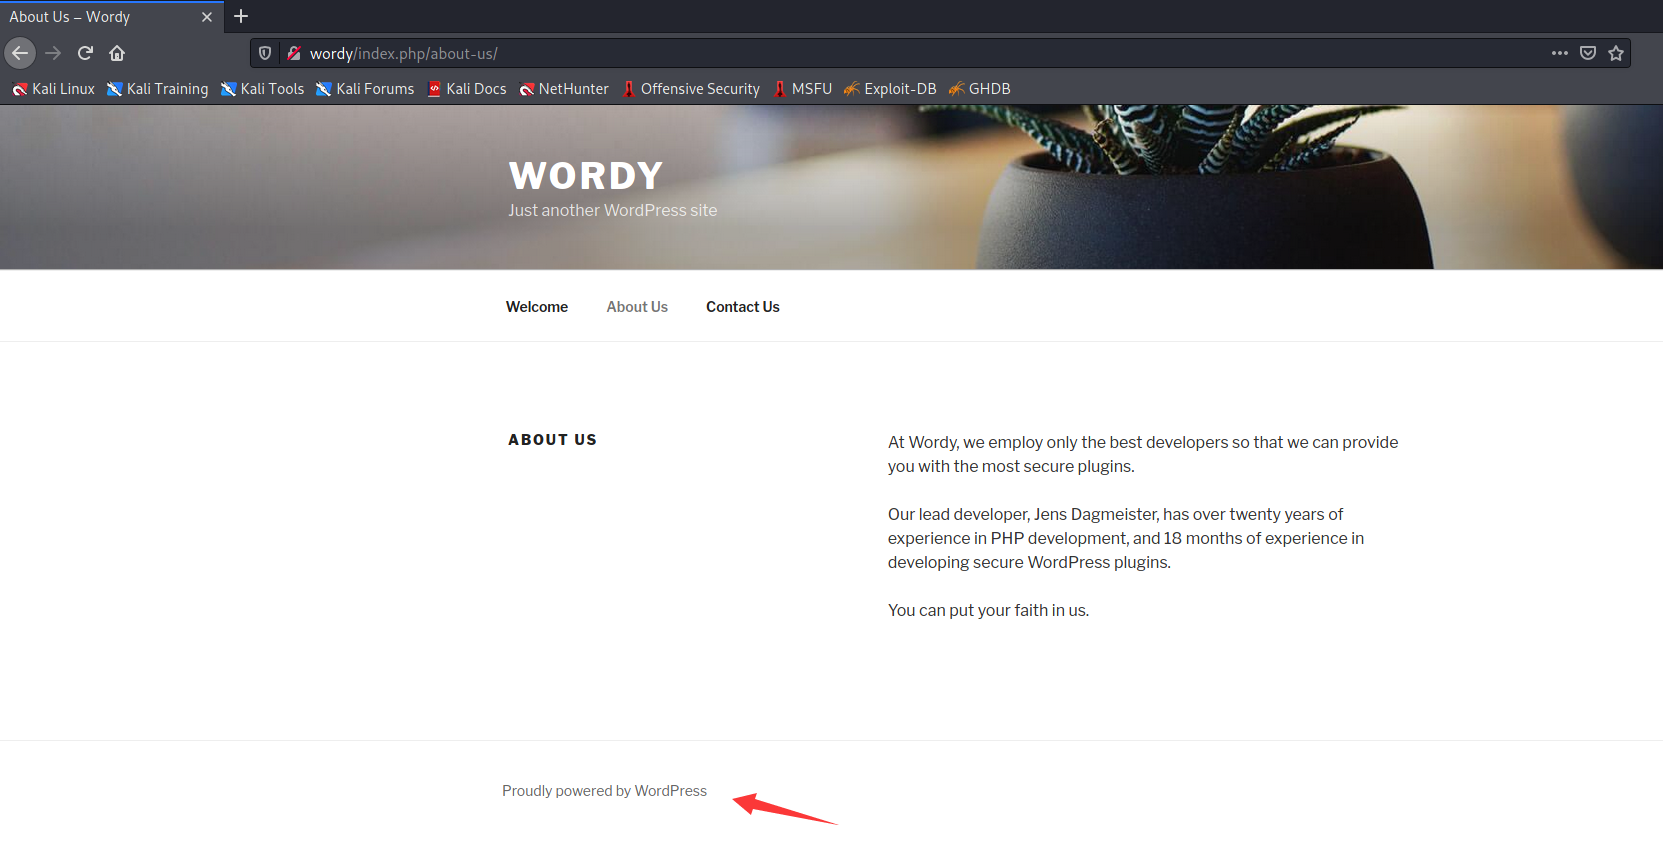 About Us – Wordy
wordy/index.php/about-us/
Kali Linux Kali Training Kali Tools Kali Forums Kali Docs NetHunter Offensive Security MSFU Exploit-DB GHDB
WORDY
Just another WordPress site
Welcome About Us Contact Us
ABOUT US
At Wordy, we employ only the best developers so that we can provide
you with the most secure plugins.
Our lead developer, Jens Dagmeister, has over twenty years of
experience in PHP development, and 18 months of experience in
developing secure WordPress plugins.
You can put your faith in us.
Proudly powered by WordPress